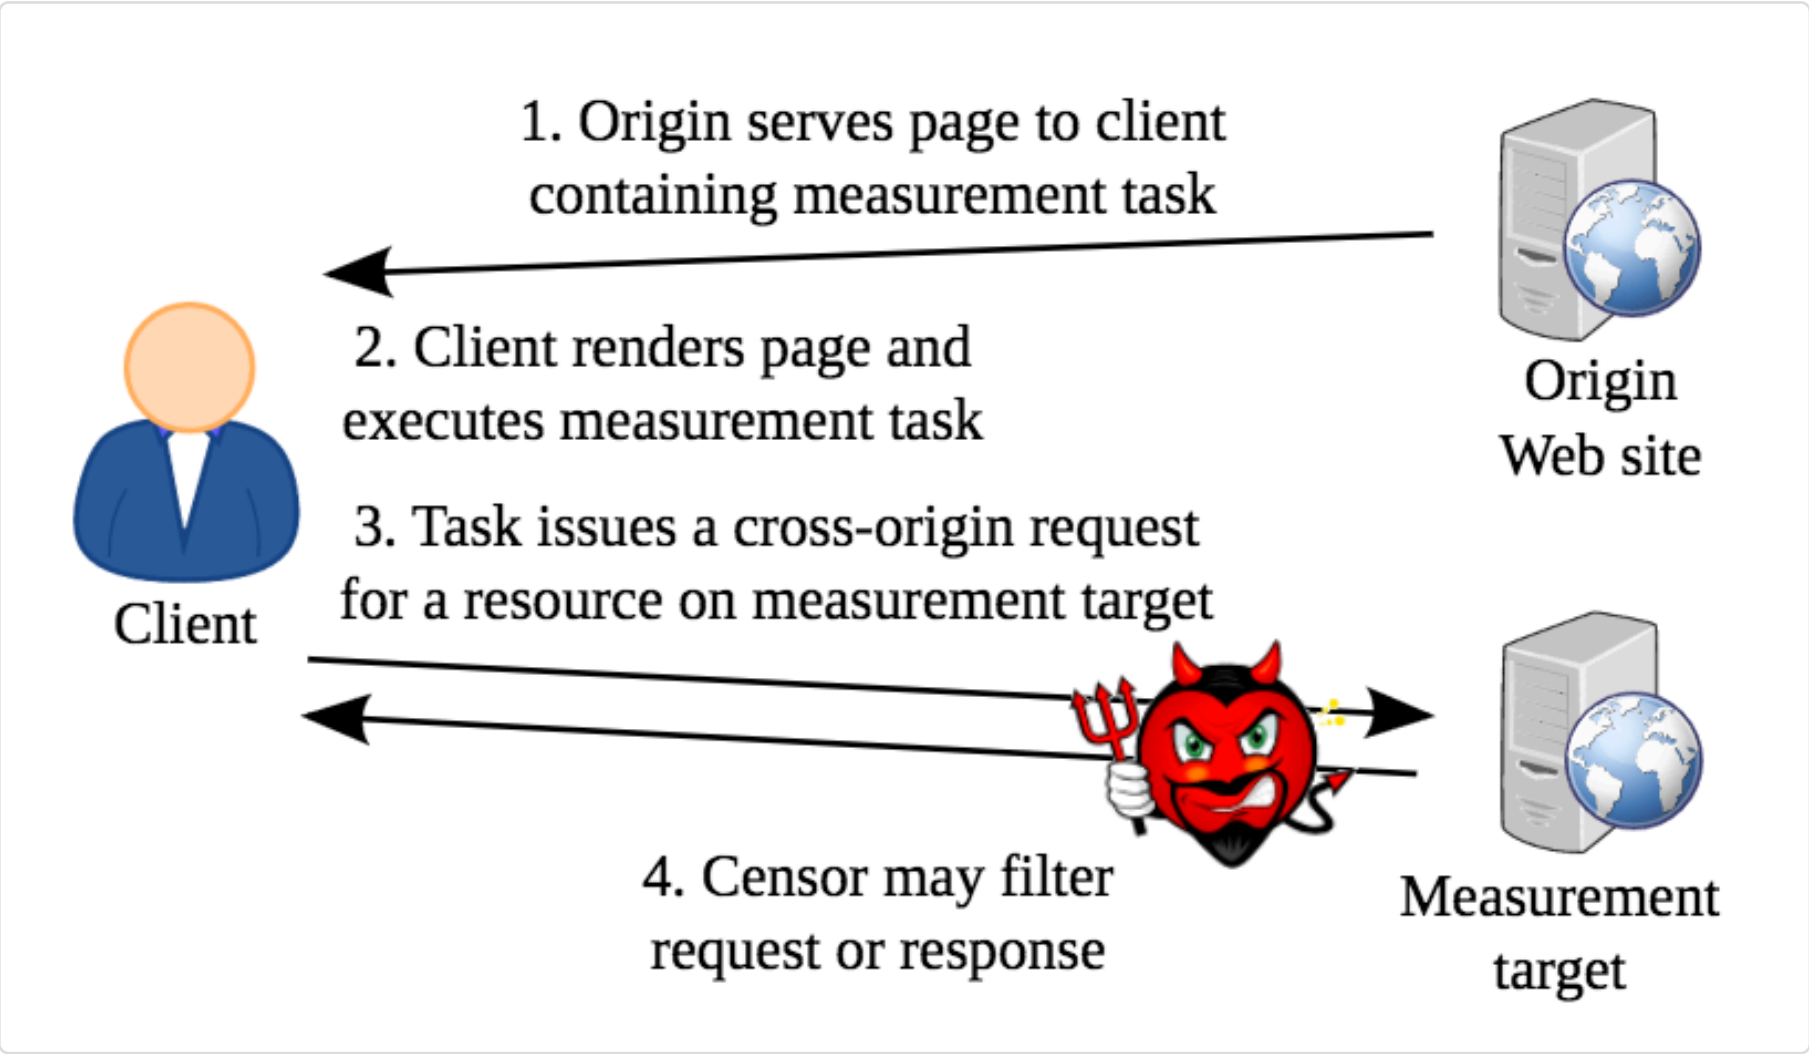 1. Origin serves page to client
containing measurement task
2. Client renders page and
executes measurement task
Origin
Web site
3. Task issues a cross-origin request
for a resource on measurement target
Client
4. Censor may filter
request or response
Measurement
target